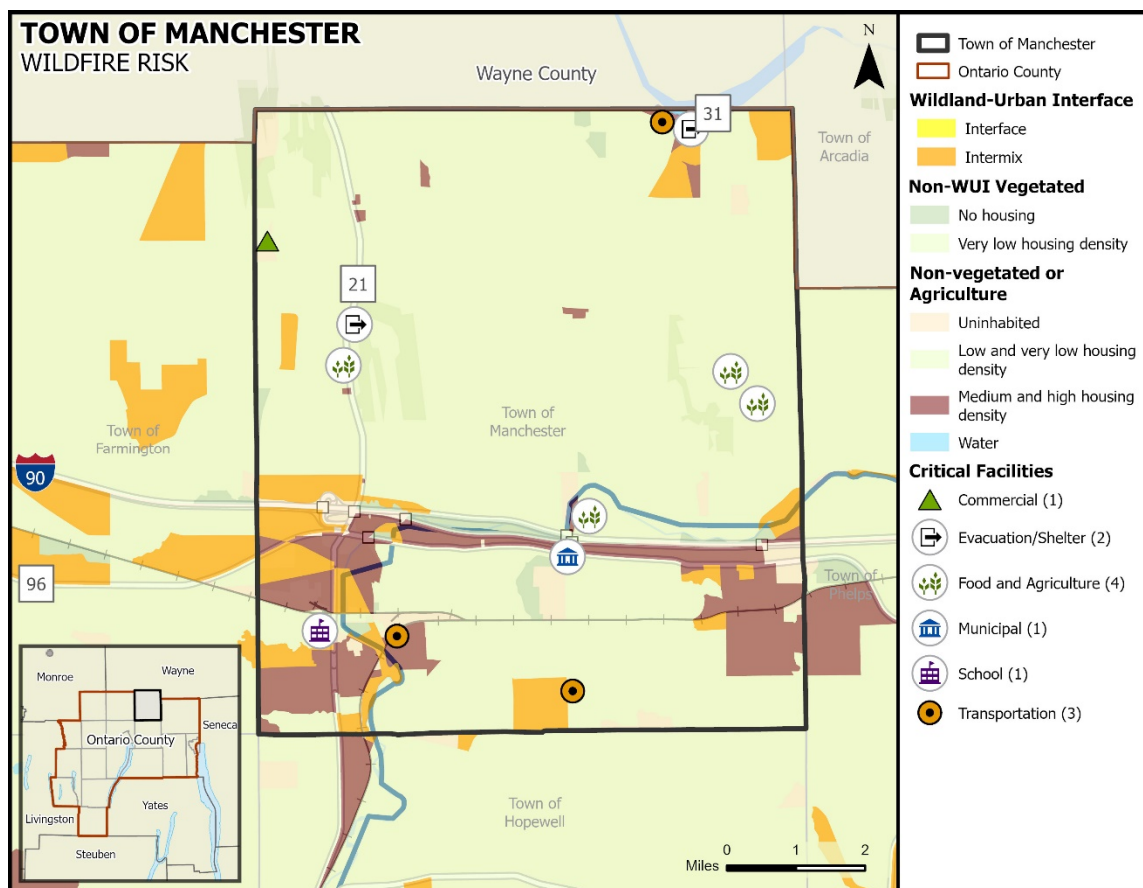 TOWN OF MANCHESTER
WILDFIRE RISK
Wayne County
N
31
Town of
Arcadia
21
Town of
Farmington
Town of
Manchester
90
96
Town of
Phelps
Town of
Hopewell
Monroe
Wayne
Seneca
Ontario County
Yates
Livingston
Steuben
0 1 2
Miles
Town of Manchester
Ontario County
Wildland-Urban Interface
Interface
Intermix
Non-WUI Vegetated
No housing
Very low housing density
Non-vegetated or
Agriculture
Uninhabited
Low and very low housing
density
Medium and high housing
density
Water
Critical Facilities
Commercial (1)
Evacuation/Shelter (2)
Food and Agriculture (4)
Municipal (1)
School (1)
Transportation (3)